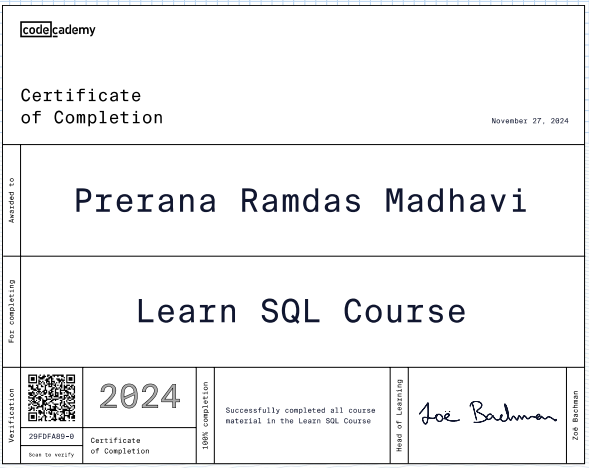 codecademy
Certificate
of Completion
November 27, 2024
Awarded to
Prerana Ramdas Madhavi
For completing
Learn SQL Course
Verification
29FDFA89-0
Scan to verify
2024
Certificate
of Completion
100% completion
Successfully completed all course
material in the Learn SQL Course
Head of Learning
Zoë Bachman
Zoë Bachman